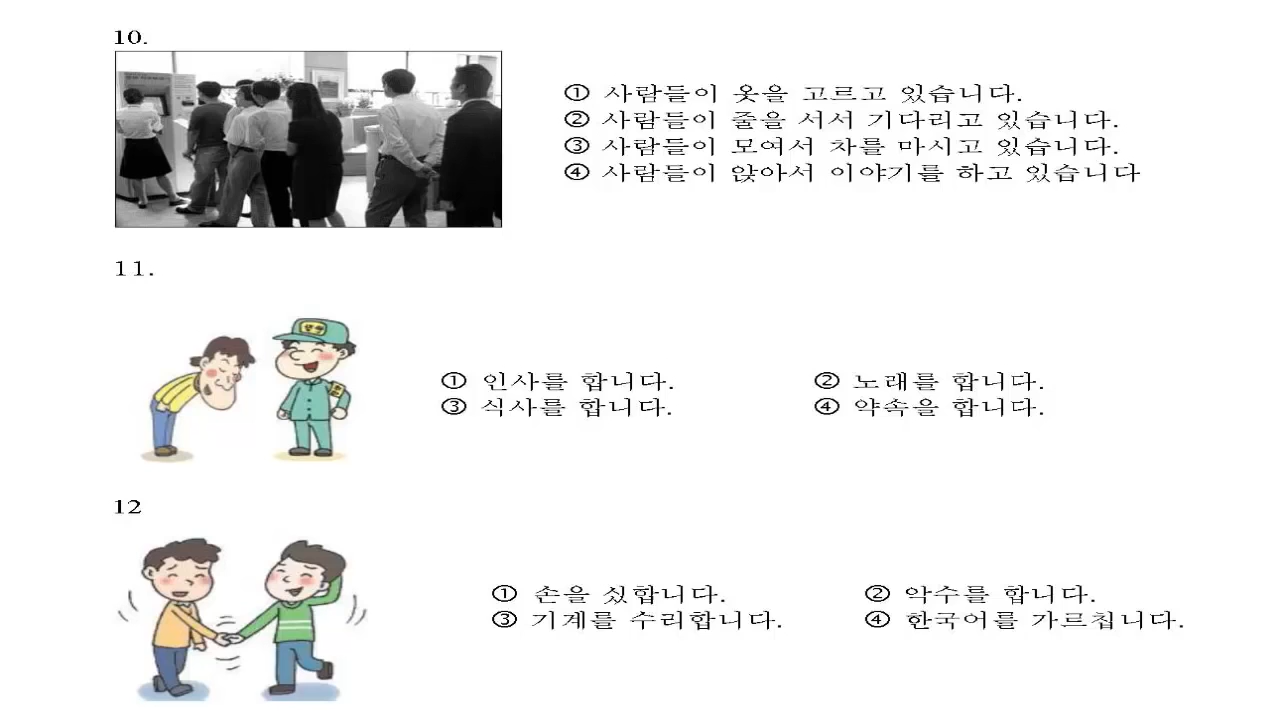 10.
① 사람들이 옷을 고르고 있습니다.
② 사람들이 줄을 서서 기다리고 있습니다.
③ 사람들이 모여서 차를 마시고 있습니다.
④ 사람들이 앉아서 이야기를 하고 있습니다
11.
① 인사를 합니다. ② 노래를 합니다.
③ 식사를 합니다. ④ 약속을 합니다.
12
① 손을 싰합니다. ② 악수를 합니다.
③ 기계를 수리합니다. ④ 한국어를 가르칩니다.